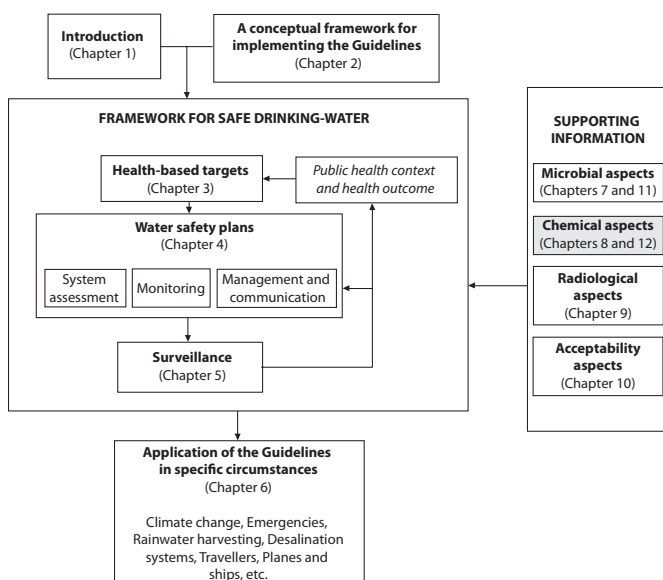 Introduction
(Chapter 1)
A conceptual framework for
implementing the Guidelines
(Chapter 2)
FRAMEWORK FOR SAFE DRINKING-WATER
Health-based targets
(Chapter 3)
Public health context
and health outcome
Water safety plans
(Chapter 4)
System
assessment
Monitoring
Management and
communication
Surveillance
(Chapter 5)
SUPPORTING
INFORMATION
Microbial aspects
(Chapters 7 and 11)
Chemical aspects
(Chapters 8 and 12)
Radiological
aspects
(Chapter 9)
Acceptability
aspects
(Chapter 10)
Application of the Guidelines
in specific circumstances
(Chapter 6)
Climate change, Emergencies,
Rainwater harvesting, Desalination
systems, Travellers, Planes and
ships, etc.